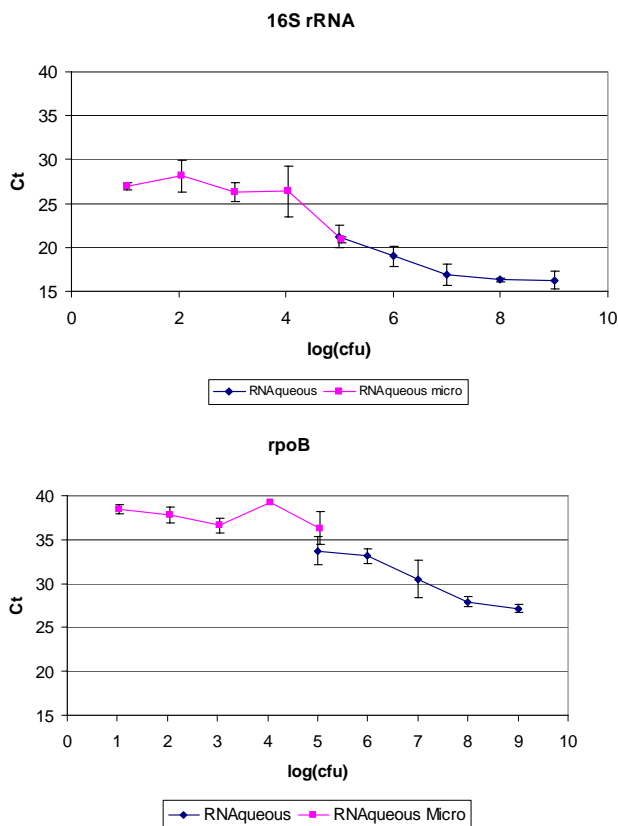 16S rRNA
40
35
30
25
20
15
Ct
0 2 4 6 8 10
log(cfu)
RNAqueous RNAqueous micro
rpoB
40
35
30
25
20
15
Ct
0 1 2 3 4 5 6 7 8 9 10
log(cfu)
RNAqueous RNAqueous Micro